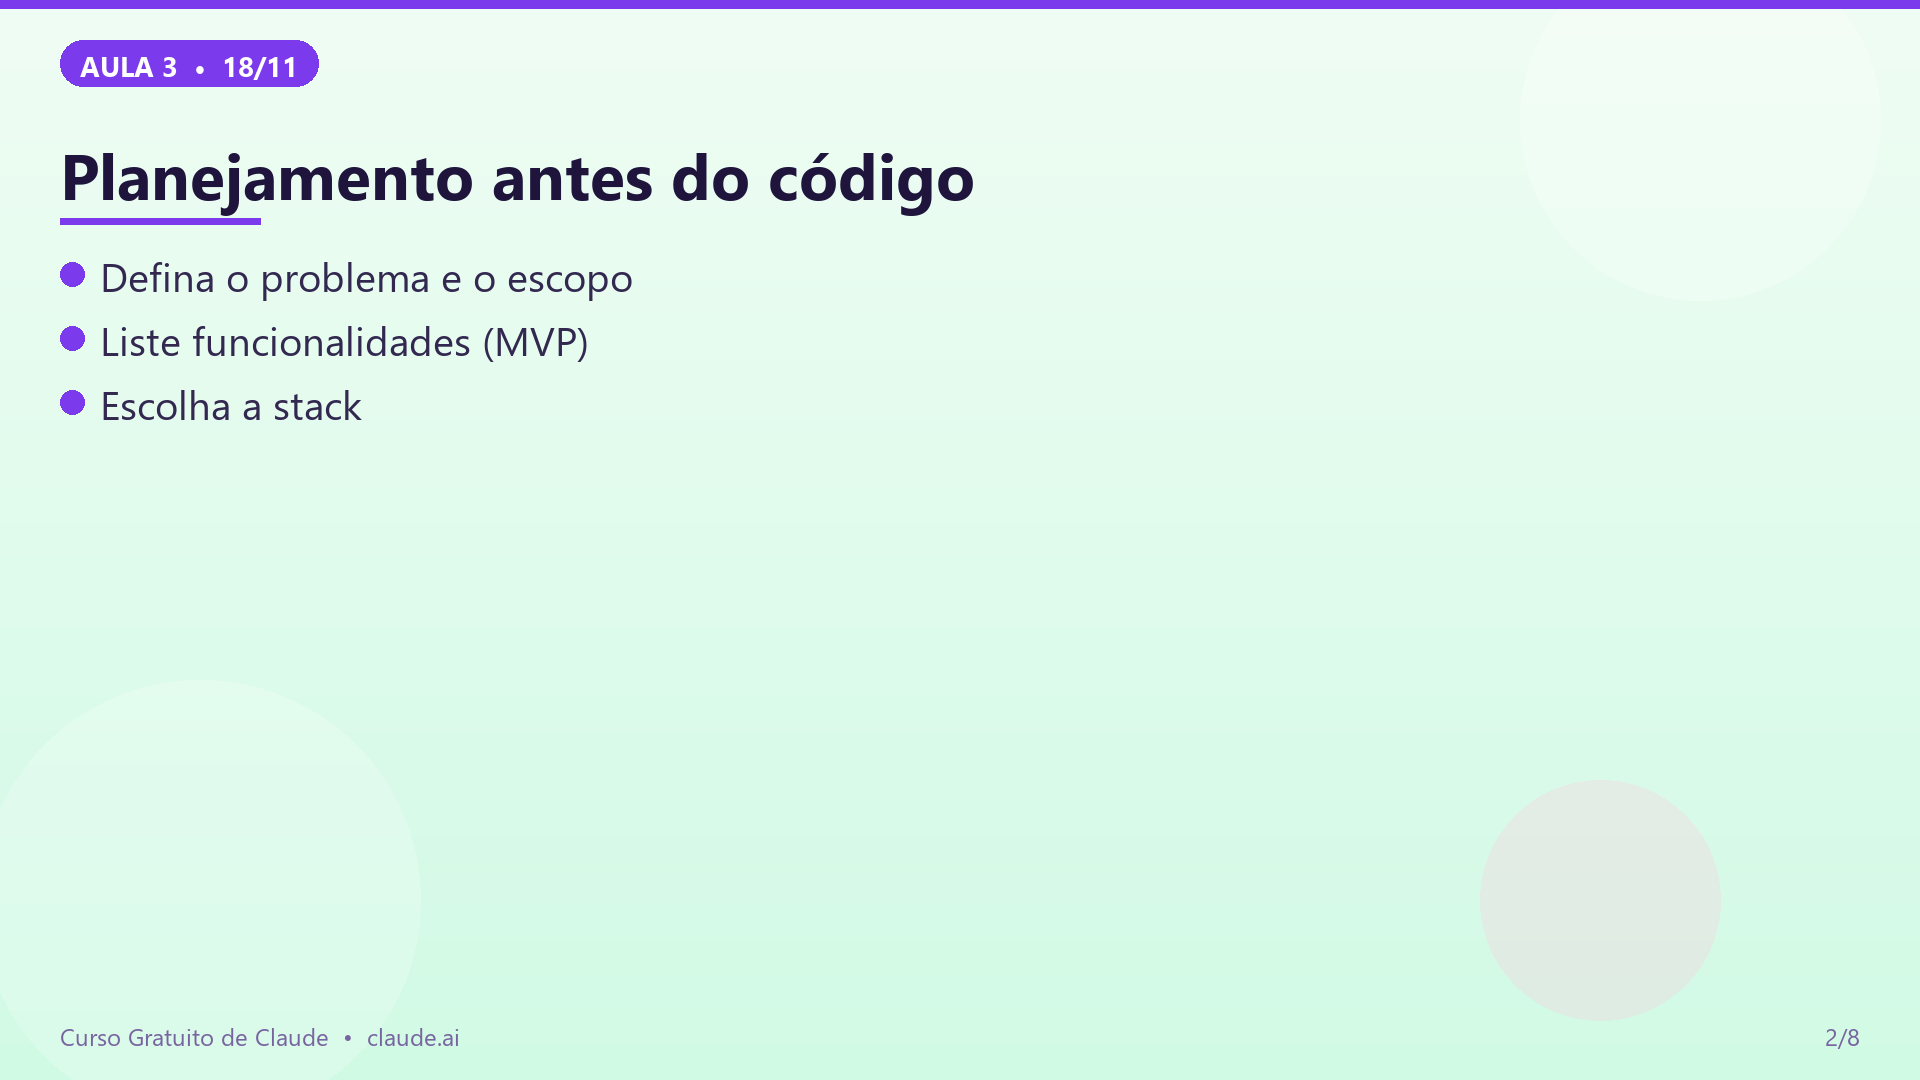 AULA 3 • 18/11
Planejamento antes do código
Defina o problema e o escopo
Liste funcionalidades (MVP)
Escolha a stack
Curso Gratuito de Claude • claude.ai
2/8